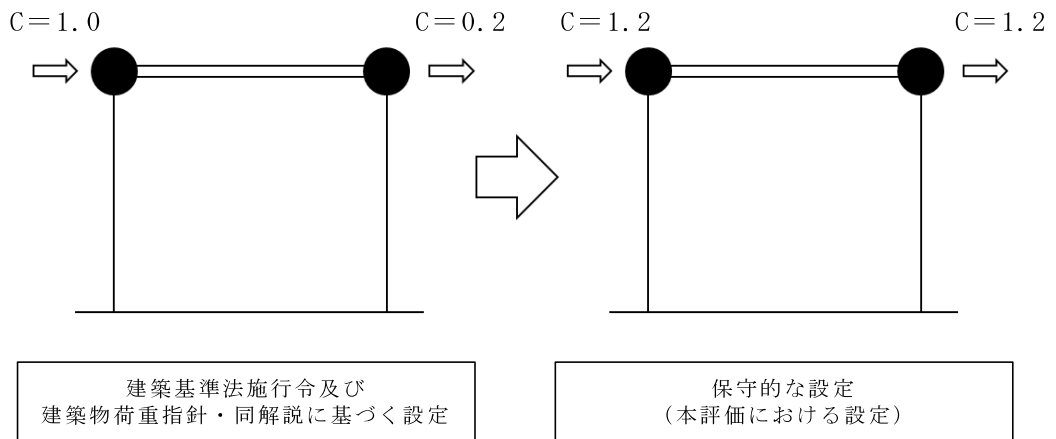 C＝1.0
C＝0.2
C＝1.2
C＝1.2
建築基準法施行令及び
建築物荷重指針・同解説に基づく設定
保守的な設定
（本評価における設定）